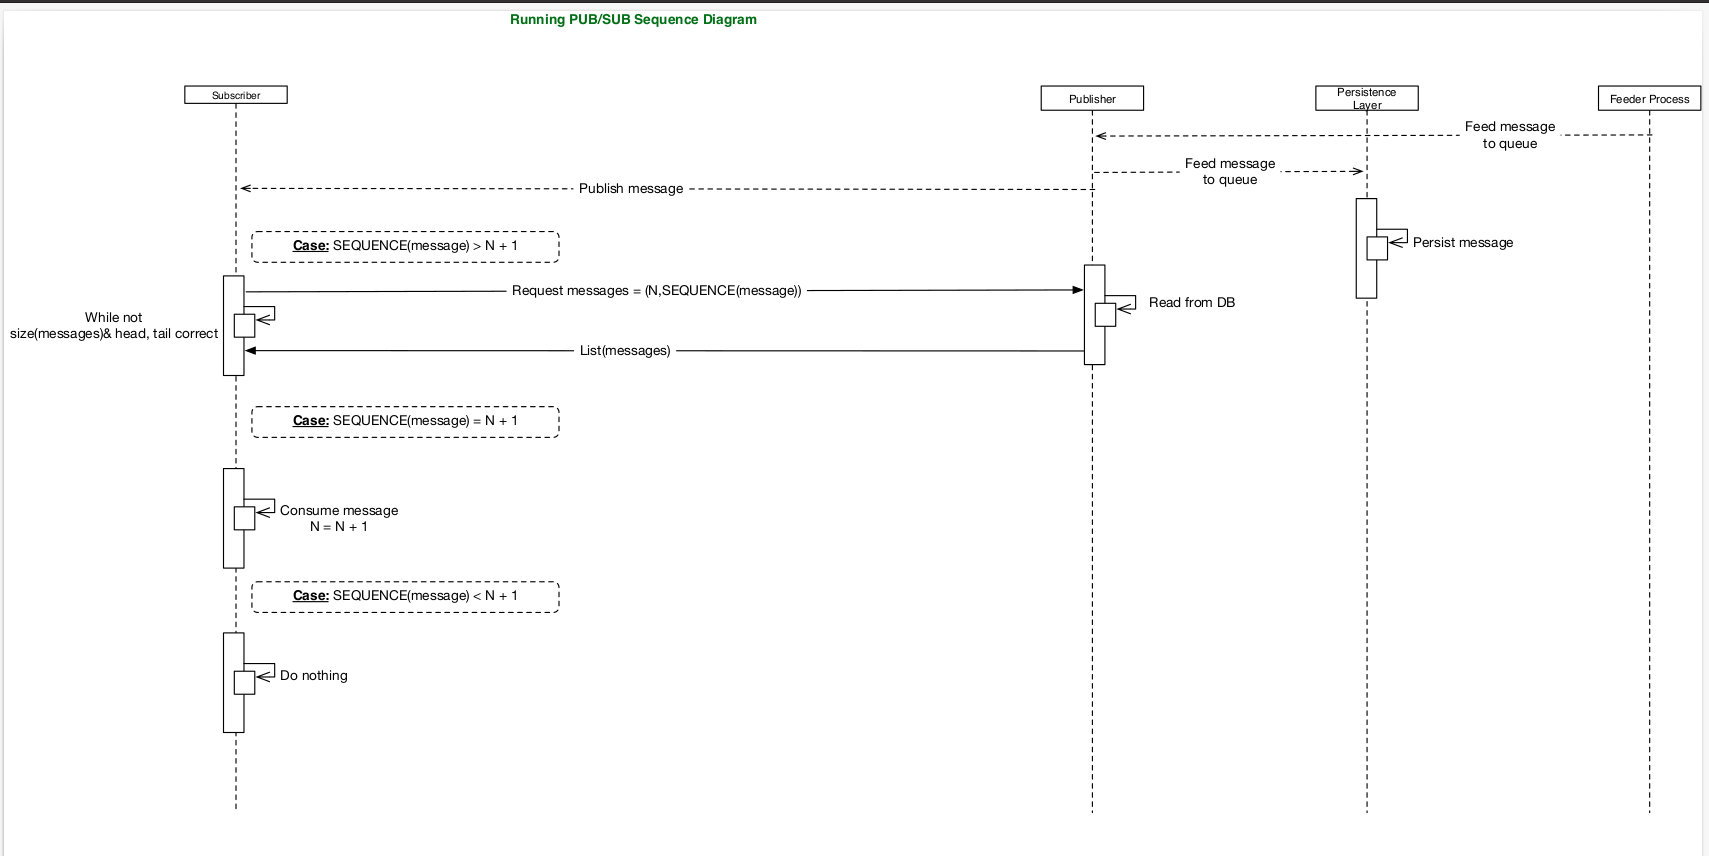 Running PUB/SUB Sequence Diagram
Subscriber
Publisher
Persistence
Layer
Feeder Process
Feed message
to queue
Feed message
to queue
Publish message
Case: SEQUENCE(message) > N + 1
Persist message
Request messages = (N,SEQUENCE(message))
Read from DB
While not
size(messages)& head, tail correct
List(messages)
Case: SEQUENCE(message) = N + 1
Consume message
N = N + 1
Case: SEQUENCE(message) < N + 1
Do nothing